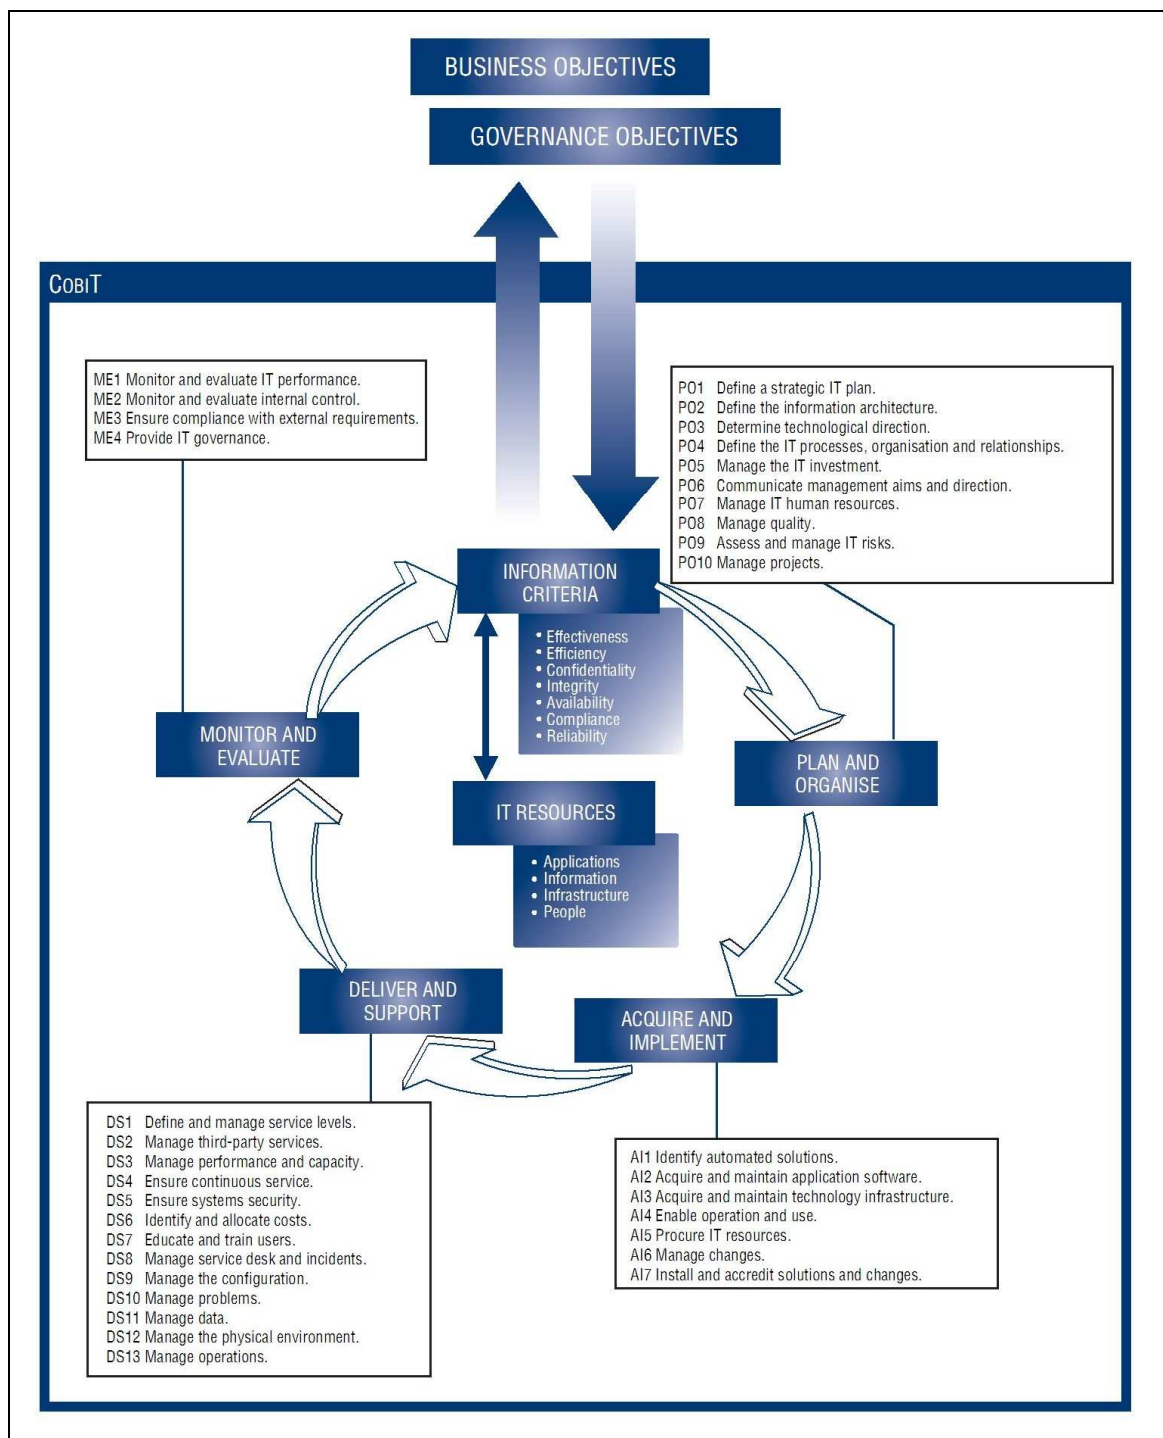 BUSINESS OBJECTIVES
GOVERNANCE OBJECTIVES
COBIT
ME1 Monitor and evaluate IT performance.
ME2 Monitor and evaluate internal control.
ME3 Ensure compliance with external requirements.
ME4 Provide IT governance.
PO1 Define a strategic IT plan.
PO2 Define the information architecture.
PO3 Determine technological direction.
PO4 Define the IT processes, organisation and relationships.
PO5 Manage the IT investment.
PO6 Communicate management aims and direction.
PO7 Manage IT human resources.
PO8 Manage quality.
PO9 Assess and manage IT risks.
PO10 Manage projects.
INFORMATION
CRITERIA
• Effectiveness
• Efficiency
• Confidentiality
• Integrity
• Availability
• Compliance
• Reliability
MONITOR AND
EVALUATE
PLAN AND
ORGANISE
IT RESOURCES
• Applications
• Information
• Infrastructure
• People
DELIVER AND
SUPPORT
ACQUIRE AND
IMPLEMENT
DS1 Define and manage service levels.
DS2 Manage third-party services.
DS3 Manage performance and capacity.
DS4 Ensure continuous service.
DS5 Ensure systems security.
DS6 Identify and allocate costs.
DS7 Educate and train users.
DS8 Manage service desk and incidents.
DS9 Manage the configuration.
DS10 Manage problems.
DS11 Manage data.
DS12 Manage the physical environment.
DS13 Manage operations.
AI1 Identify automated solutions.
AI2 Acquire and maintain application software.
AI3 Acquire and maintain technology infrastructure.
AI4 Enable operation and use.
AI5 Procure IT resources.
AI6 Manage changes.
AI7 Install and accredit solutions and changes.